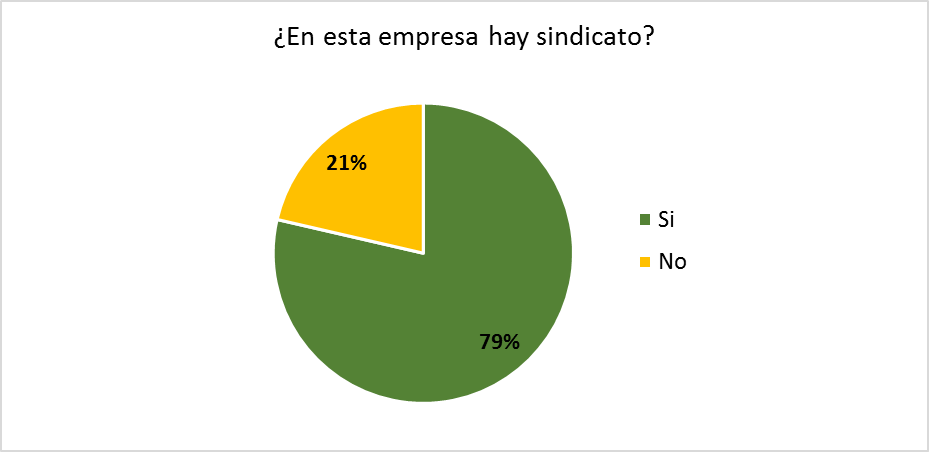 ¿En esta empresa hay sindicato?
21%
Si
No
79%